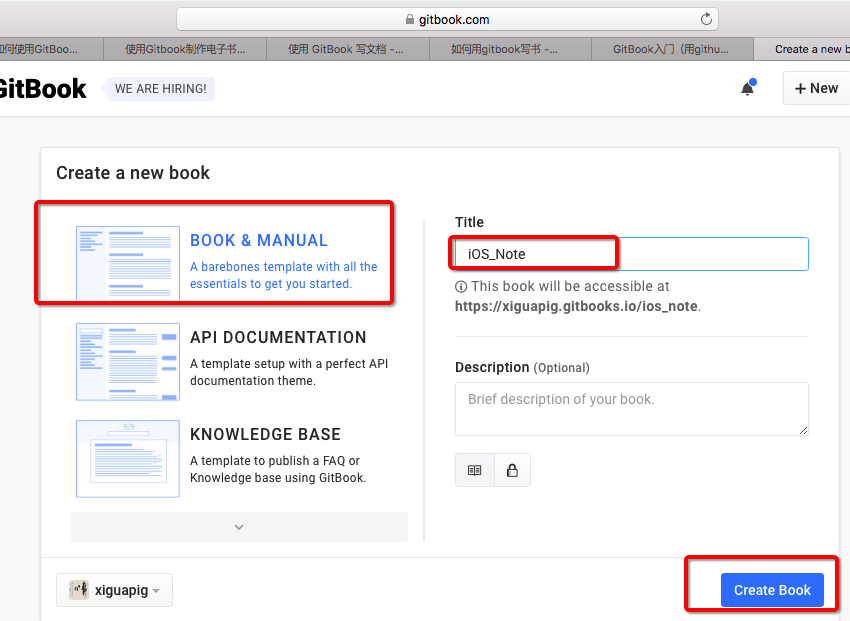 gitbook.com
如何使用GitBoo...
使用Gitbook制作电子书...
使用 GitBook 写文档 -...
如何用gitbook写书 -...
GitBook入门（用githu...
Create a new b
GitBook
WE ARE HIRING!
+ New
Create a new book
BOOK & MANUAL
A barebones template with all the
essentials to get you started.
API DOCUMENTATION
A template setup with a perfect API
documentation theme.
KNOWLEDGE BASE
A template to publish a FAQ or
Knowledge base using GitBook.
Title
iOS_Note
This book will be accessible at
https://xiguapig.gitbooks.io/ios_note.
Description (Optional)
Brief description of your book.
xiguapig
Create Book